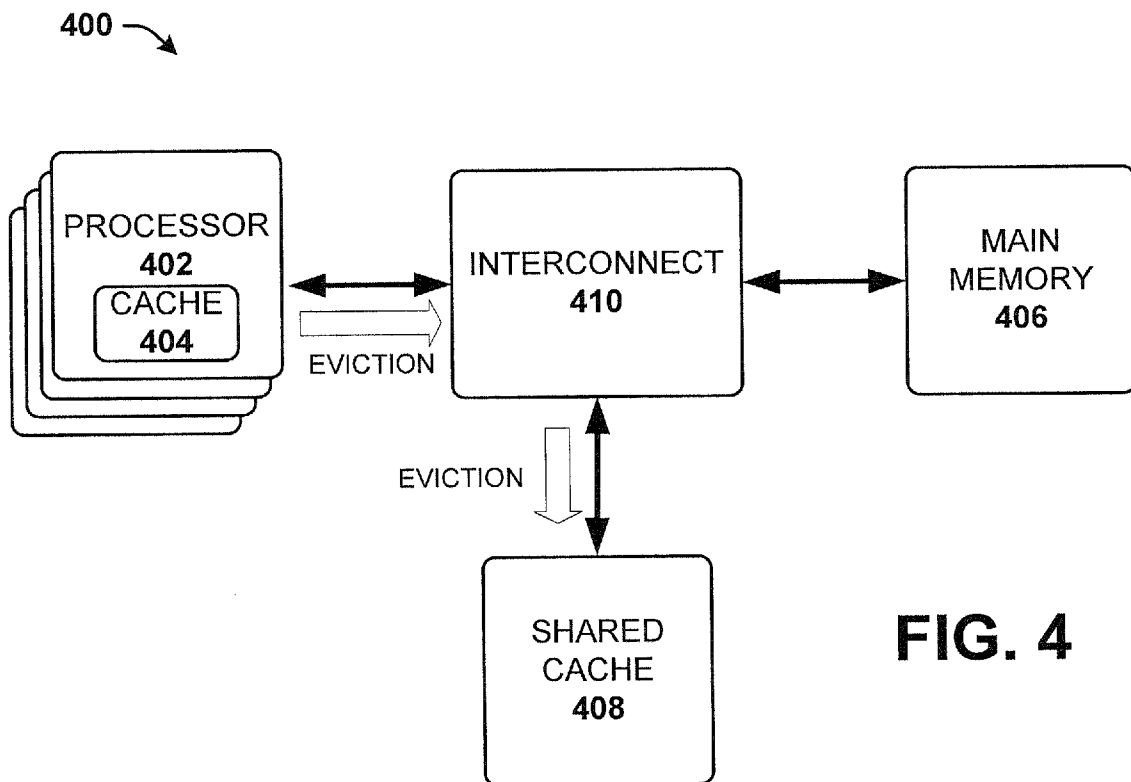 400
PROCESSOR
402
CACHE
404
EVICTION
INTERCONNECT
410
MAIN
MEMORY
406
EVICTION
SHARED
CACHE
408
FIG. 4